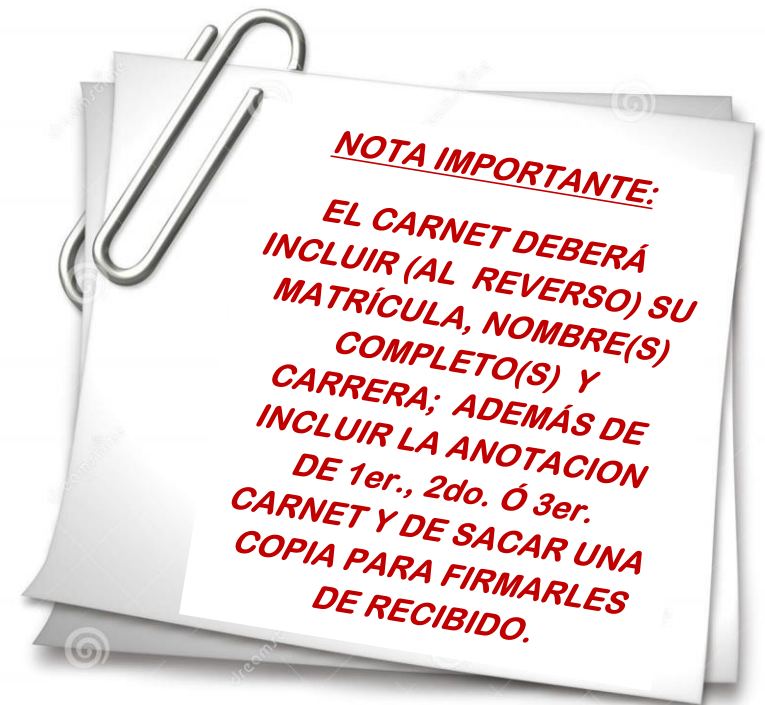 NOTA IMPORTANTE:
EL CARNET DEBERÁ
INCLUIR (AL REVERSO) SU
MATRÍCULA, NOMBRE(S)
COMPLETO(S) Y
CARRERA; ADEMÁS DE
INCLUIR LA ANOTACION
DE 1er., 2do. Ó 3er.
CARNET Y DE SACAR UNA
COPIA PARA FIRMARLES
DE RECIBIDO.